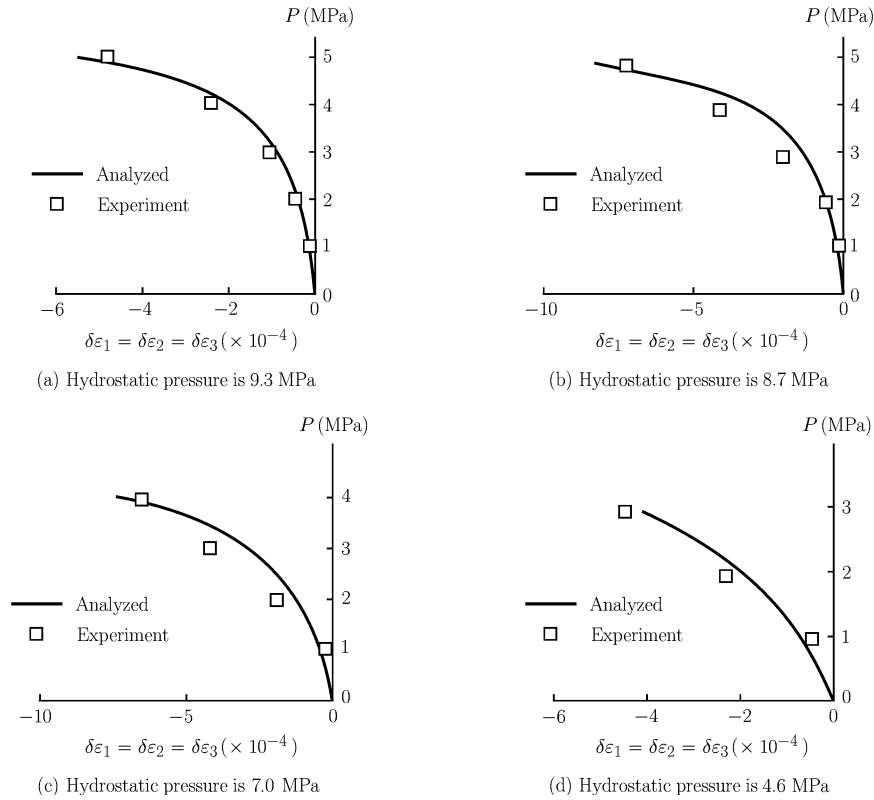 P (MPa)
5
4
3
2
1
0
Analyzed
Experiment
−6 −4 −2 0
δε₁ = δε₂ = δε₃ (× 10⁻⁴)
(a) Hydrostatic pressure is 9.3 MPa
P (MPa)
5
4
3
2
1
0
Analyzed
Experiment
−10 −5 0
δε₁ = δε₂ = δε₃ (× 10⁻⁴)
(b) Hydrostatic pressure is 8.7 MPa
P (MPa)
4
3
2
1
0
Analyzed
Experiment
−10 −5 0
δε₁ = δε₂ = δε₃ (× 10⁻⁴)
(c) Hydrostatic pressure is 7.0 MPa
P (MPa)
3
2
1
0
Analyzed
Experiment
−6 −4 −2 0
δε₁ = δε₂ = δε₃ (× 10⁻⁴)
(d) Hydrostatic pressure is 4.6 MPa